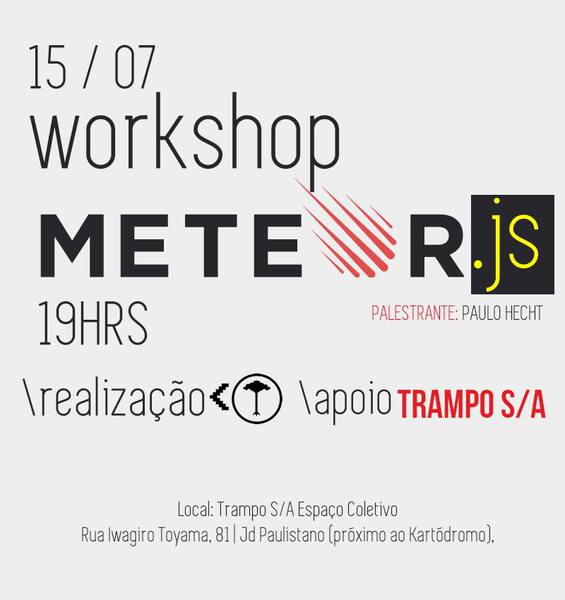 15 / 07
workshop
METEOR.js
19HRS
PALESTRANTE: PAULO HECHT
\realização \apoio TRAMPO S/A
Local: Trampo S/A Espaço Coletivo
Rua Iwagiro Toyama, 81 | Jd Paulistano (próximo ao Kartódromo),